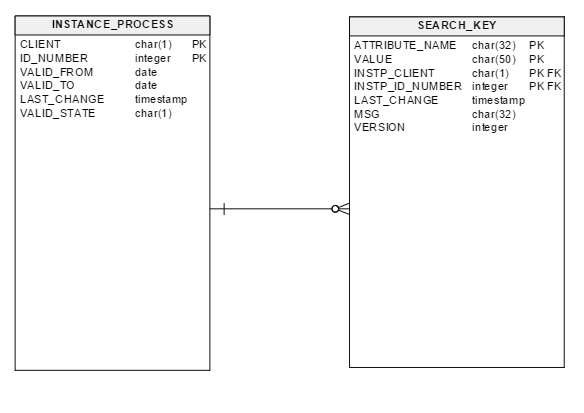 INSTANCE_PROCESS
CLIENT char(1) PK
ID_NUMBER integer PK
VALID_FROM date
VALID_TO date
LAST_CHANGE timestamp
VALID_STATE char(1)
SEARCH_KEY
ATTRIBUTE_NAME char(32) PK
VALUE char(50) PK
INSTP_CLIENT char(1) PK FK
INSTP_ID_NUMBER integer PK FK
LAST_CHANGE timestamp
MSG char(32)
VERSION integer